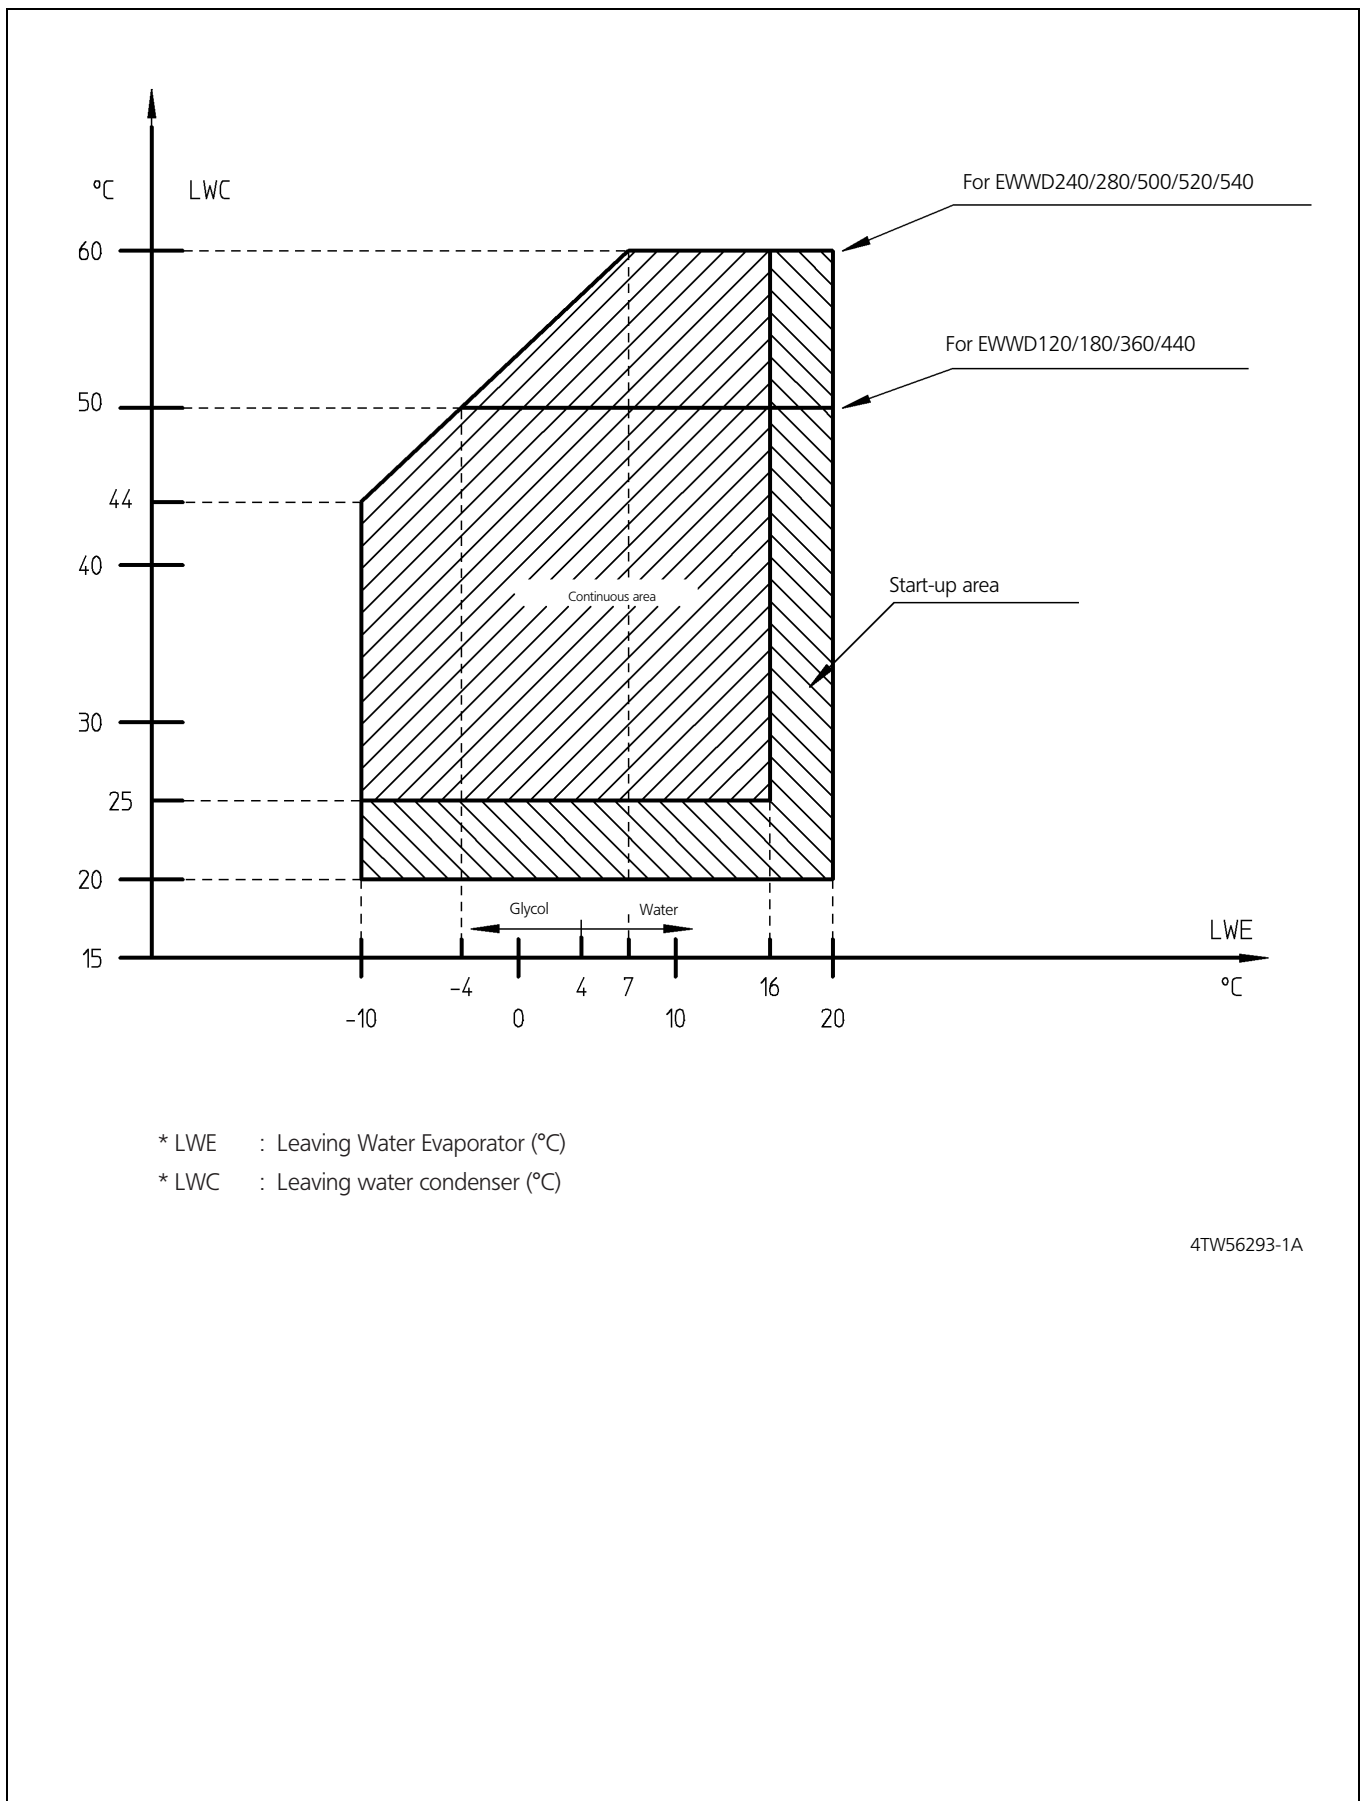 °C LWC
For EWWD240/280/500/520/540
60
For EWWD120/180/360/440
50
44
40
Start-up area
Continuous area
30
25
20
Glycol Water
LWE
15
-4 4 7 16 °C
-10 0 10 20
* LWE : Leaving Water Evaporator (°C)
* LWC : Leaving water condenser (°C)
4TW56293-1A